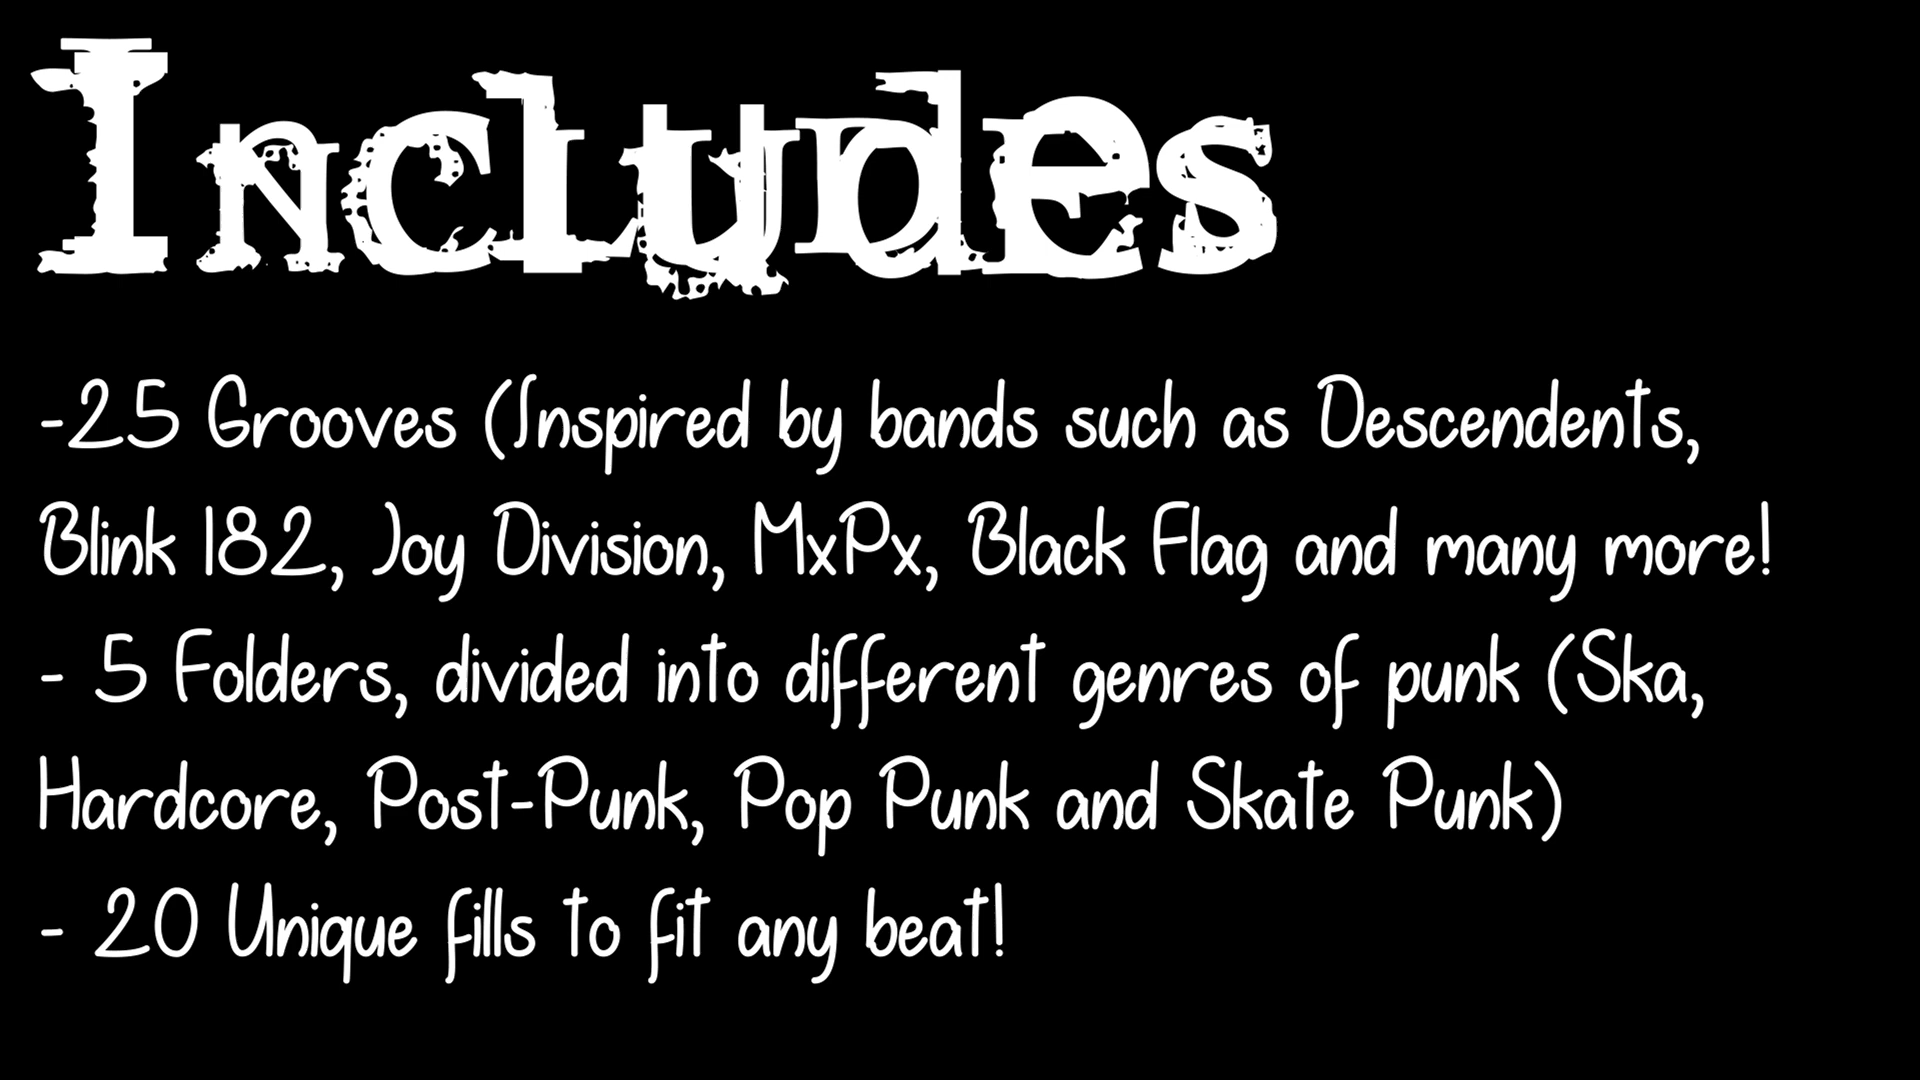 Includes
-25 Grooves (Inspired by bands such as Descendents,
Blink 182, Joy Division, MxPx, Black Flag and many more!
- 5 Folders, divided into different genres of punk (Ska,
Hardcore, Post-Punk, Pop Punk and Skate Punk)
- 20 Unique fills to fit any beat!